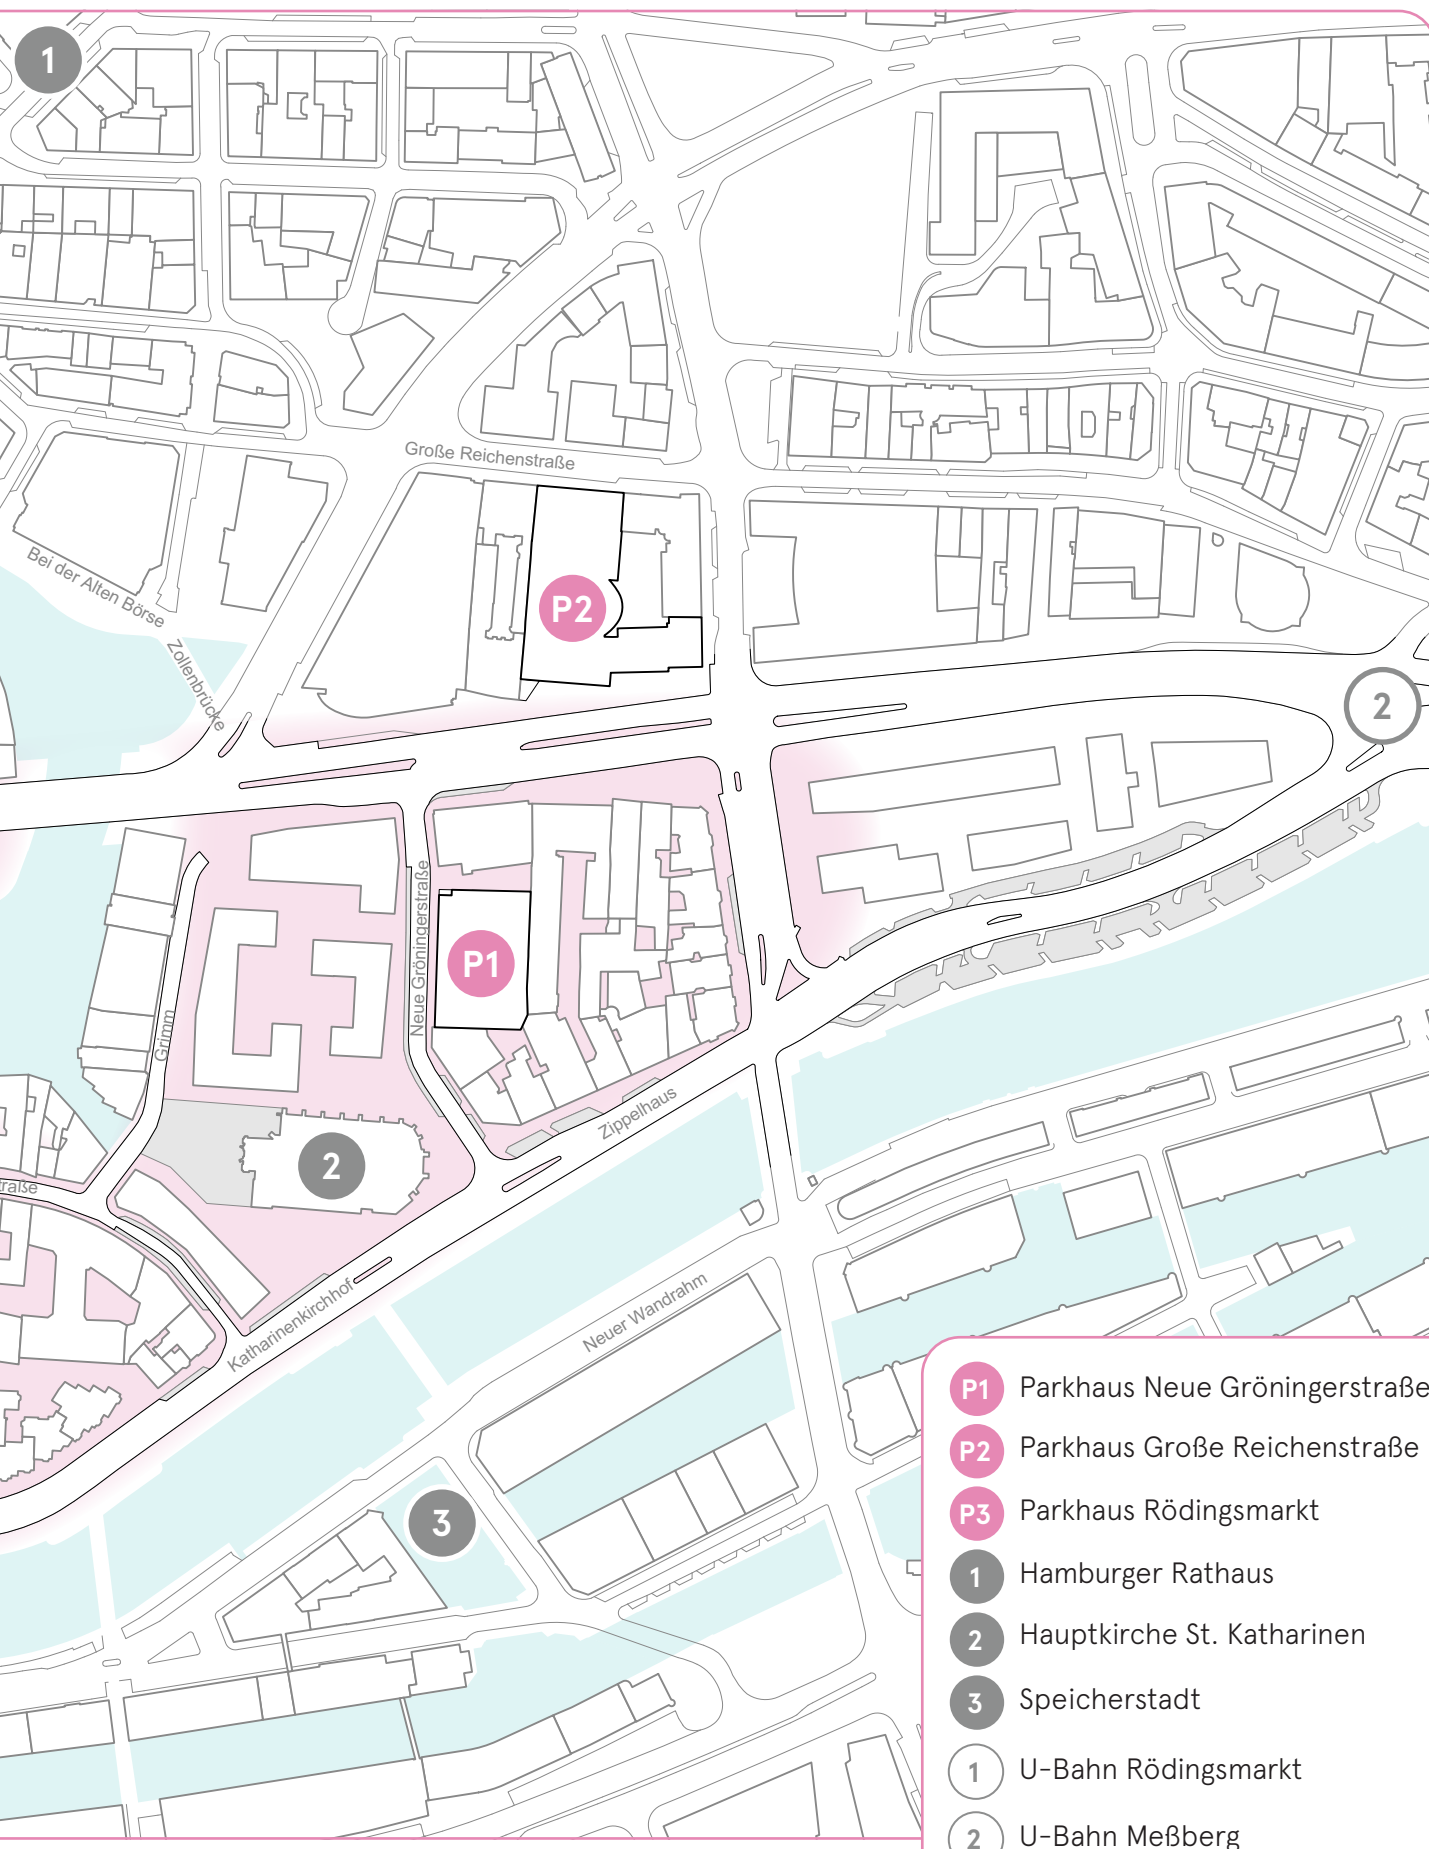 1
Große Reichenstraße
Bei der Alten Börse
P2
Zollenbrücke
2
Neue Gröningerstraße
P1
Grimm
Zippelhaus
2
raße
Katharinenkirchhof
Neuer Wandrahm
3
P1 Parkhaus Neue Gröningerstraße
P2 Parkhaus Große Reichenstraße
P3 Parkhaus Rödingsmarkt
1 Hamburger Rathaus
2 Hauptkirche St. Katharinen
3 Speicherstadt
1 U-Bahn Rödingsmarkt
2 U-Bahn Meßberg